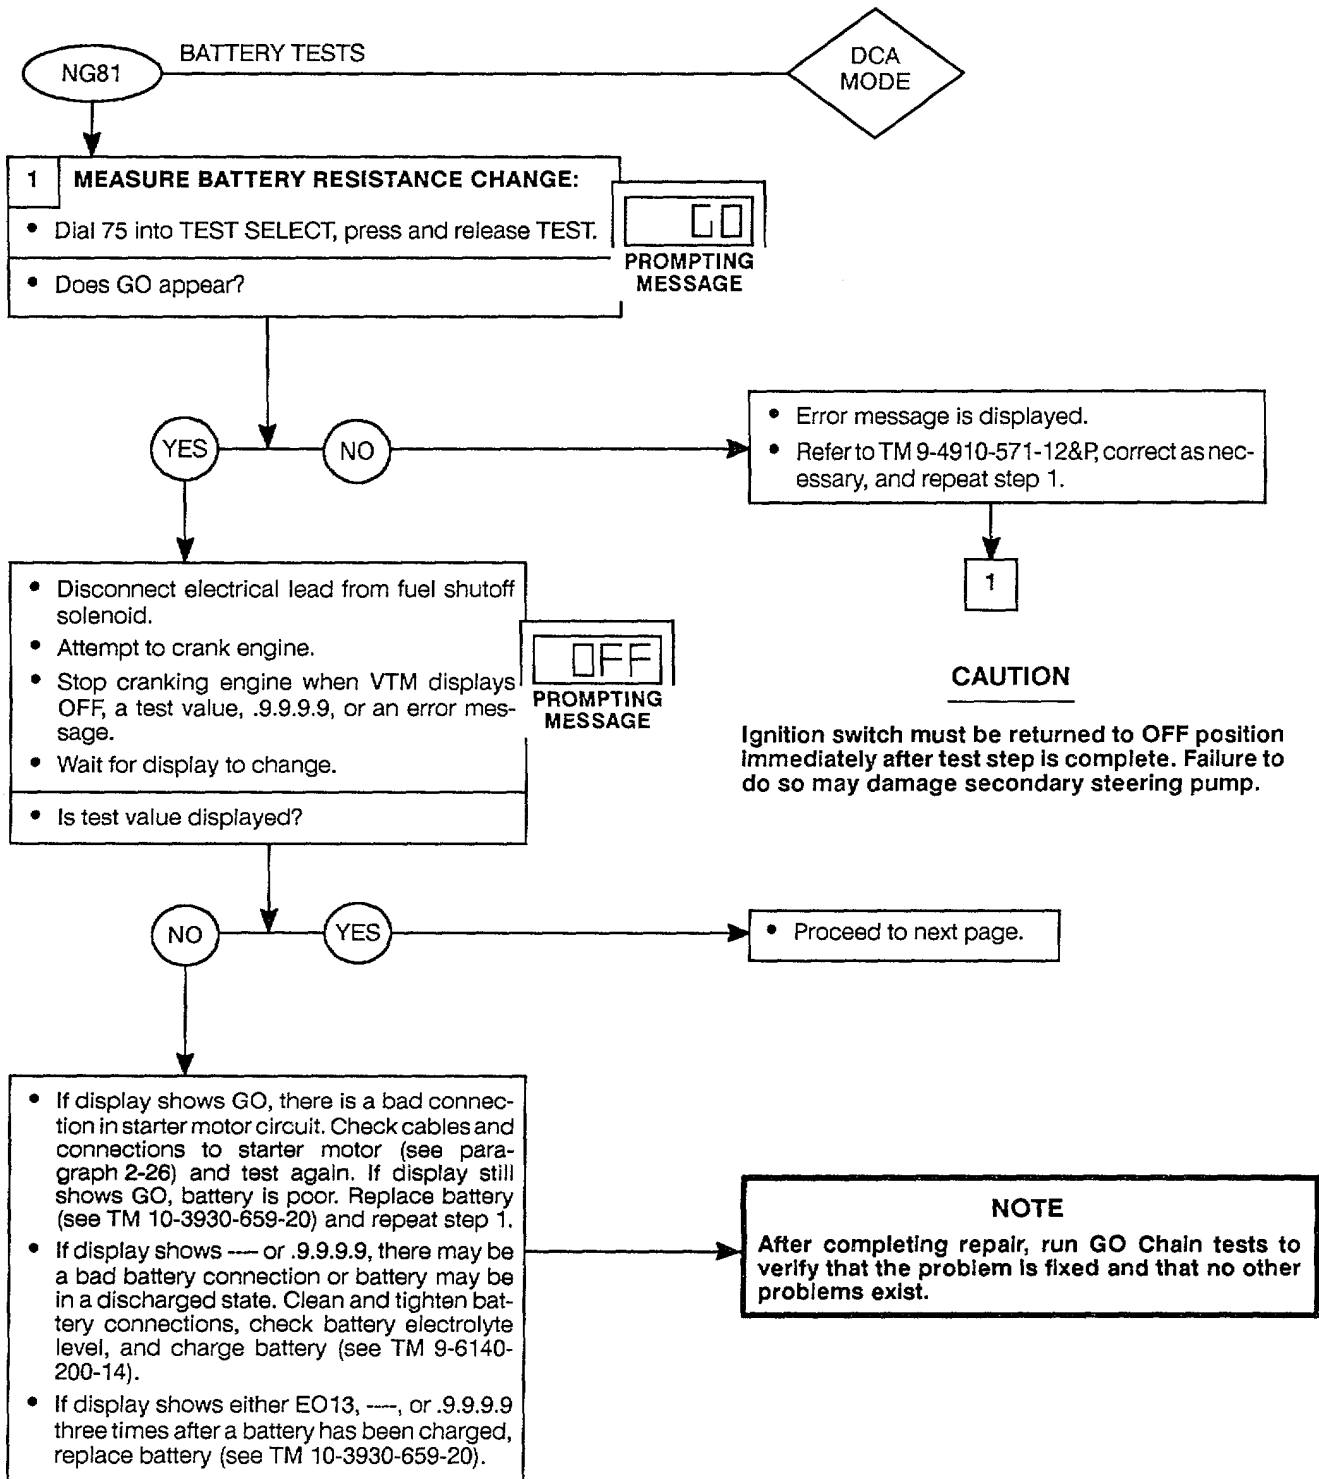 NG81
BATTERY TESTS
DCA
MODE
1
MEASURE BATTERY RESISTANCE CHANGE:
• Dial 75 into TEST SELECT, press and release TEST.
• Does GO appear?
GO
PROMPTING
MESSAGE
YES
NO
• Error message is displayed.
• Refer to TM 9-4910-571-12&P, correct as nec-
essary, and repeat step 1.
1
• Disconnect electrical lead from fuel shutoff
solenoid.
• Attempt to crank engine.
• Stop cranking engine when VTM displays
OFF, a test value, .9.9.9.9, or an error mes-
sage.
• Wait for display to change.
• Is test value displayed?
OFF
PROMPTING
MESSAGE
CAUTION
Ignition switch must be returned to OFF position
immediately after test step is complete. Failure to
do so may damage secondary steering pump.
NO
YES
• Proceed to next page.
• If display shows GO, there is a bad connec-
tion in starter motor circuit. Check cables and
connections to starter motor (see para-
graph 2-26) and test again. If display still
shows GO, battery is poor. Replace battery
(see TM 10-3930-659-20) and repeat step 1.
• If display shows ---- or .9.9.9.9, there may be
a bad battery connection or battery may be
in a discharged state. Clean and tighten bat-
tery connections, check battery electrolyte
level, and charge battery (see TM 9-6140-
200-14).
• If display shows either EO13, ----, or .9.9.9.9
three times after a battery has been charged,
replace battery (see TM 10-3930-659-20).
NOTE
After completing repair, run GO Chain tests to
verify that the problem is fixed and that no other
problems exist.